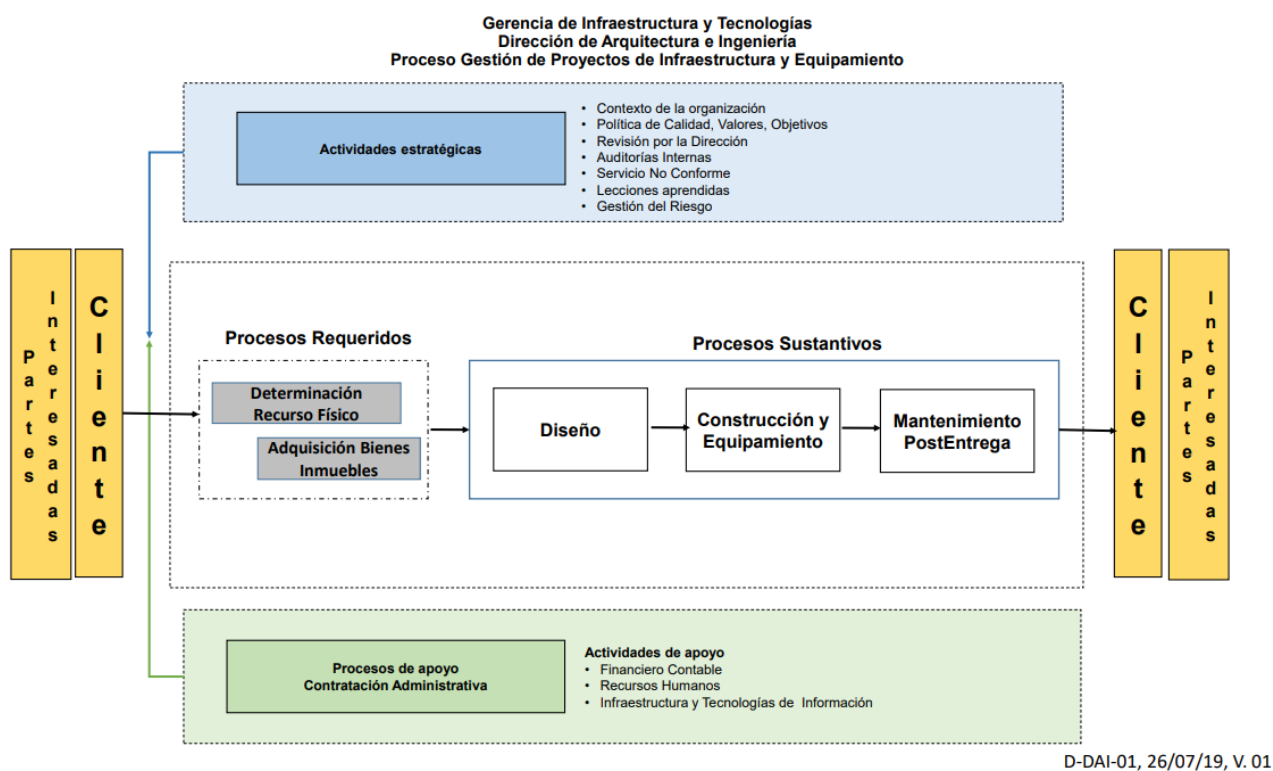 Gerencia de Infraestructura y Tecnologías
Dirección de Arquitectura e Ingeniería
Proceso Gestión de Proyectos de Infraestructura y Equipamiento
Actividades estratégicas
• Contexto de la organización
• Política de Calidad, Valores, Objetivos
• Revisión por la Dirección
• Auditorías Internas
• Servicio No Conforme
• Lecciones aprendidas
• Gestión del Riesgo
Partes
Interesadas
Cliente
Procesos Requeridos
Determinación
Recurso Físico
Adquisición Bienes
Inmuebles
Procesos Sustantivos
Diseño
Construcción y
Equipamiento
Mantenimiento
PostEntrega
Cliente
Partes
Interesadas
Procesos de apoyo
Contratación Administrativa
Actividades de apoyo
• Financiero Contable
• Recursos Humanos
• Infraestructura y Tecnologías de Información
D-DAI-01, 26/07/19, V. 01